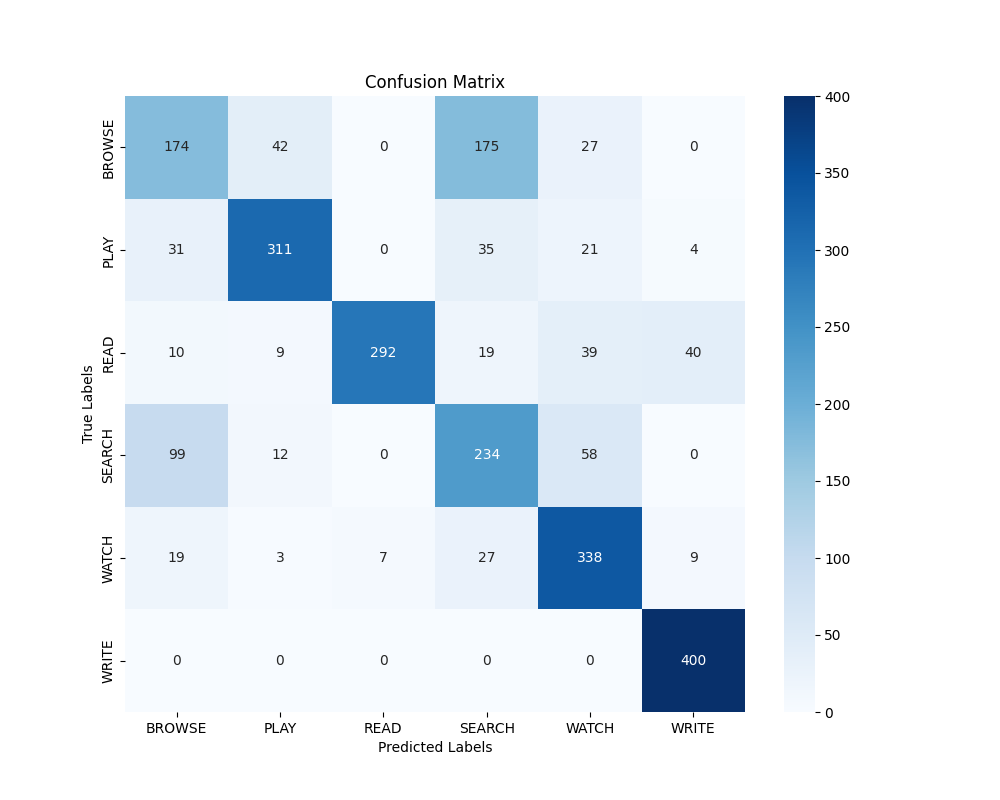 Confusion Matrix
BROWSE 174 42 0 175 27 0
PLAY 31 311 0 35 21 4
READ 10 9 292 19 39 40
SEARCH 99 12 0 234 58 0
WATCH 19 3 7 27 338 9
WRITE 0 0 0 0 0 400
BROWSE PLAY READ SEARCH WATCH WRITE
Predicted Labels
True Labels
400
350
300
250
200
150
100
50
0